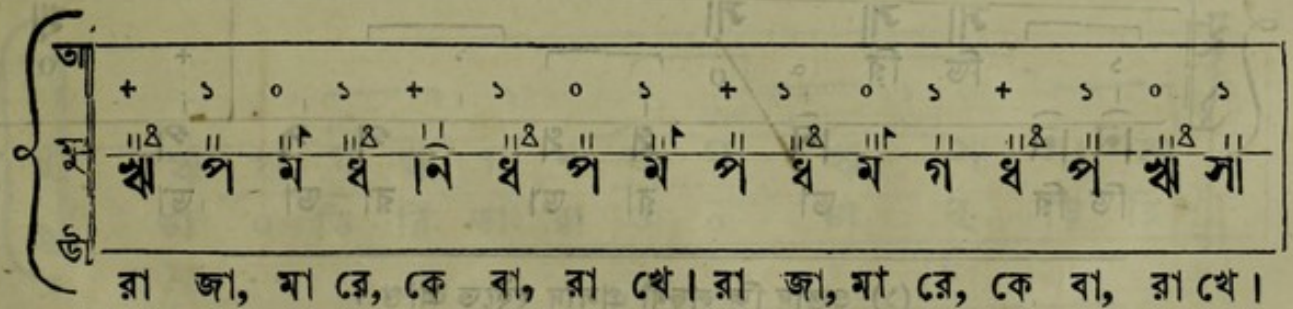 আ
+ ১ ০ ১ + ১ ০ ১ + ১ ০ ১ + ১ ০ ১
ঋ প ম ধ নি ধ প ম প ধ ম গ ধ প ঋ সা
রা জা, মা রে, কে বা, রা খে। রা জা, মা রে, কে বা, রা খে।